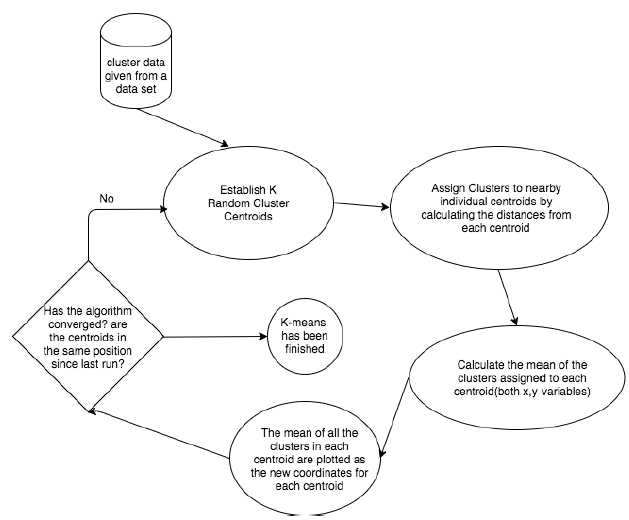 cluster data
given from a
data set
Establish K
Random Cluster
Centroids
Assign Clusters to nearby
individual centroids by
calculating the distances from
each centroid
No
Has the algorithm
converged? are
the centroids in
the same position
since last run?
K-means
has been
finished
Calculate the mean of the
clusters assigned to each
centroid(both x,y variables)
The mean of all the
clusters in each
centroid are plotted as
the new coordinates for
each centroid